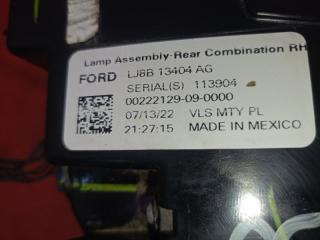 Lamp Assembly-Rear Combination RH
FORD LJ8B 13404 AG
SERIAL(S) 113904
00222129-09-0000
07/13/22 VLS MTY PL
21:27:15 MADE IN MEXICO